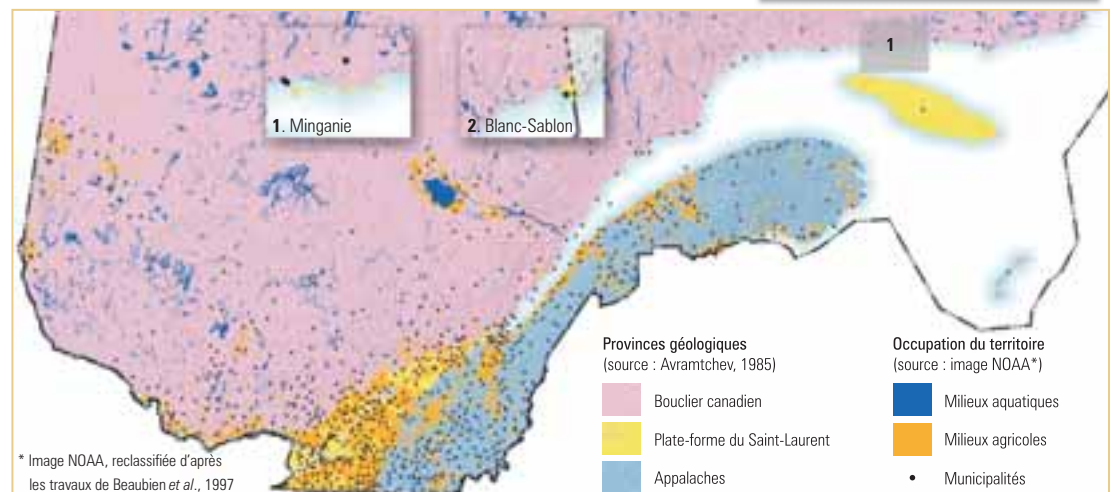 1
1. Minganie
2. Blanc-Sablon
Provinces géologiques
(source : Avramtchev, 1985)
Bouclier canadien
Plate-forme du Saint-Laurent
Appalaches
Occupation du territoire
(source : image NOAA*)
Milieux aquatiques
Milieux agricoles
Municipalités
* Image NOAA, reclassifiée d'après
les travaux de Beaubien et al., 1997